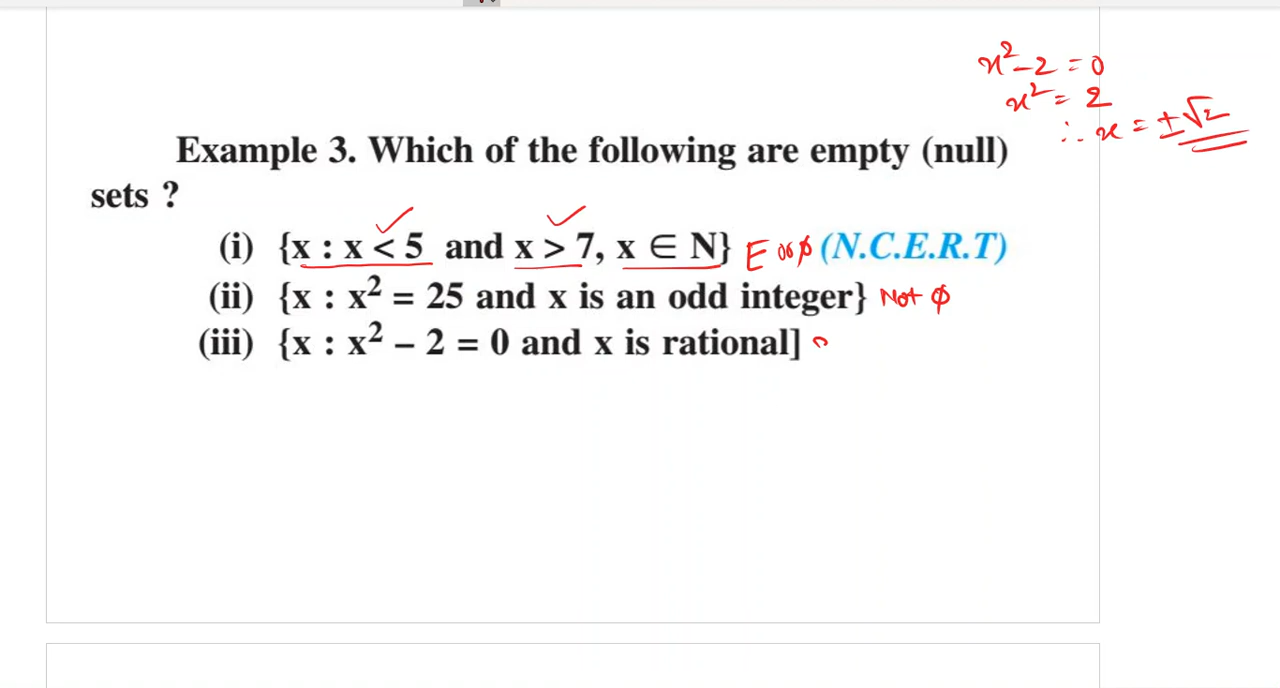 x² – 2 = 0
x² = 2
∴ x = ±√2
Example 3. Which of the following are empty (null)
sets ?
(i) {x : x < 5 and x > 7, x ∈ N} E or ϕ (N.C.E.R.T)
(ii) {x : x² = 25 and x is an odd integer} Not ϕ
(iii) {x : x² – 2 = 0 and x is rational]